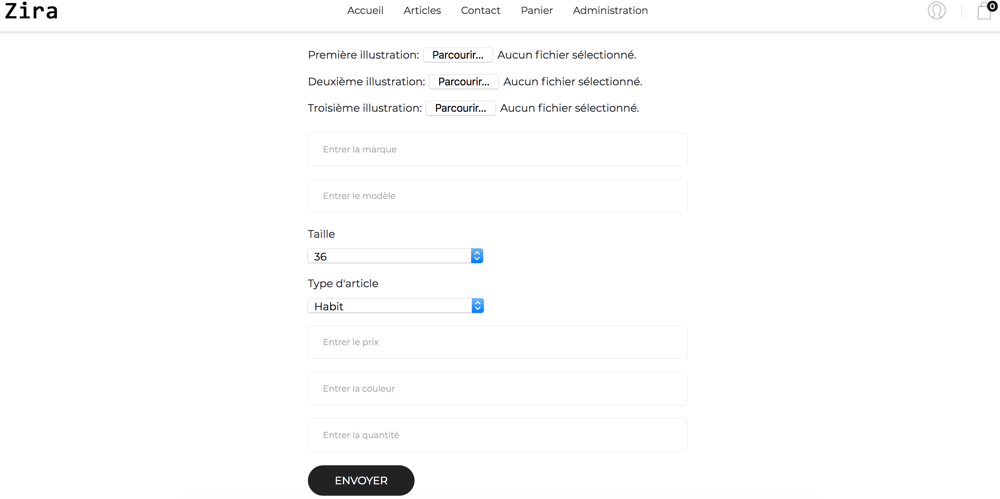 Zira
Accueil Articles Contact Panier Administration
0
Première illustration: Parcourir... Aucun fichier sélectionné.
Deuxième illustration: Parcourir... Aucun fichier sélectionné.
Troisième illustration: Parcourir... Aucun fichier sélectionné.
Entrer la marque
Entrer le modèle
Taille
36
Type d'article
Habit
Entrer le prix
Entrer la couleur
Entrer la quantité
ENVOYER